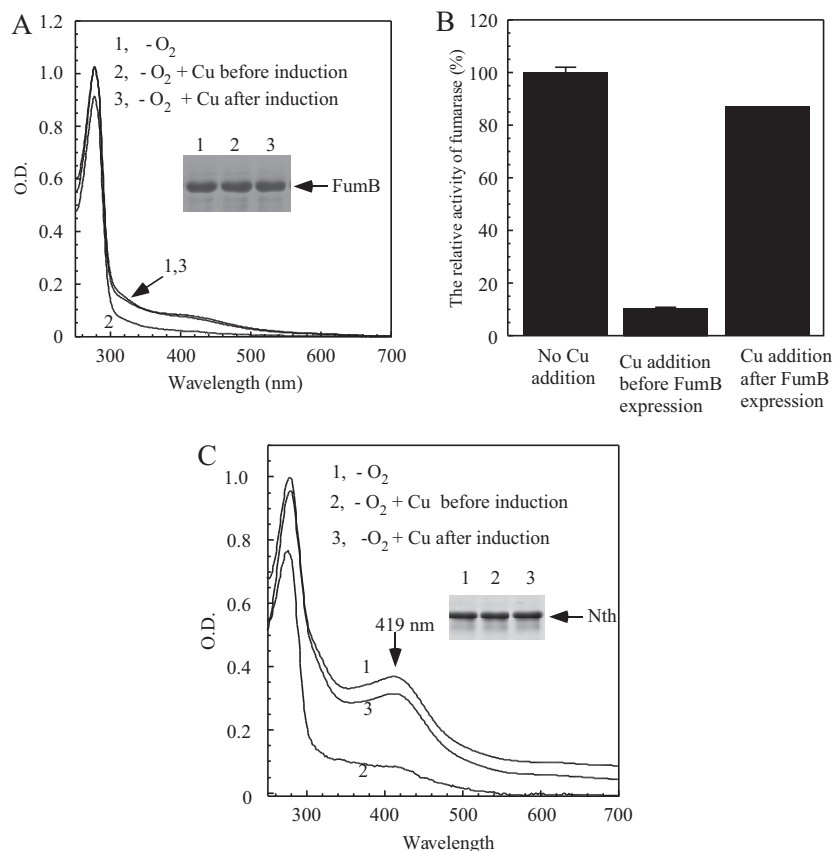 A
1.2
1.0
0.8
0.6
0.4
0.2
0
O.D.
1, - O2
2, - O2 + Cu before induction
3, - O2 + Cu after induction
1 2 3
FumB
1,3
2
300 400 500 600 700
Wavelength (nm)
B
The relative activity of fumarase (%)
120
100
80
60
40
20
0
No Cu
addition
Cu addition
before FumB
expression
Cu addition
after FumB
expression
C
1.0
0.8
0.6
0.4
0.2
0
O.D.
1, - O2
2, - O2 + Cu before induction
3, -O2 + Cu after induction
1 2 3
Nth
419 nm
1
3
2
300 400 500 600 700
Wavelength